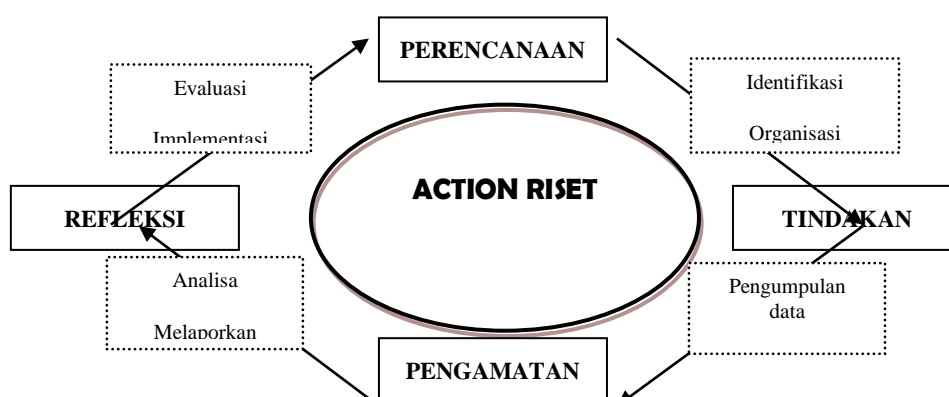 PERENCANAAN
Evaluasi
Implementasi
Identifikasi
Organisasi
ACTION RISET
REFLEKSI
TINDAKAN
Analisa
Melaporkan
Pengumpulan
data
PENGAMATAN